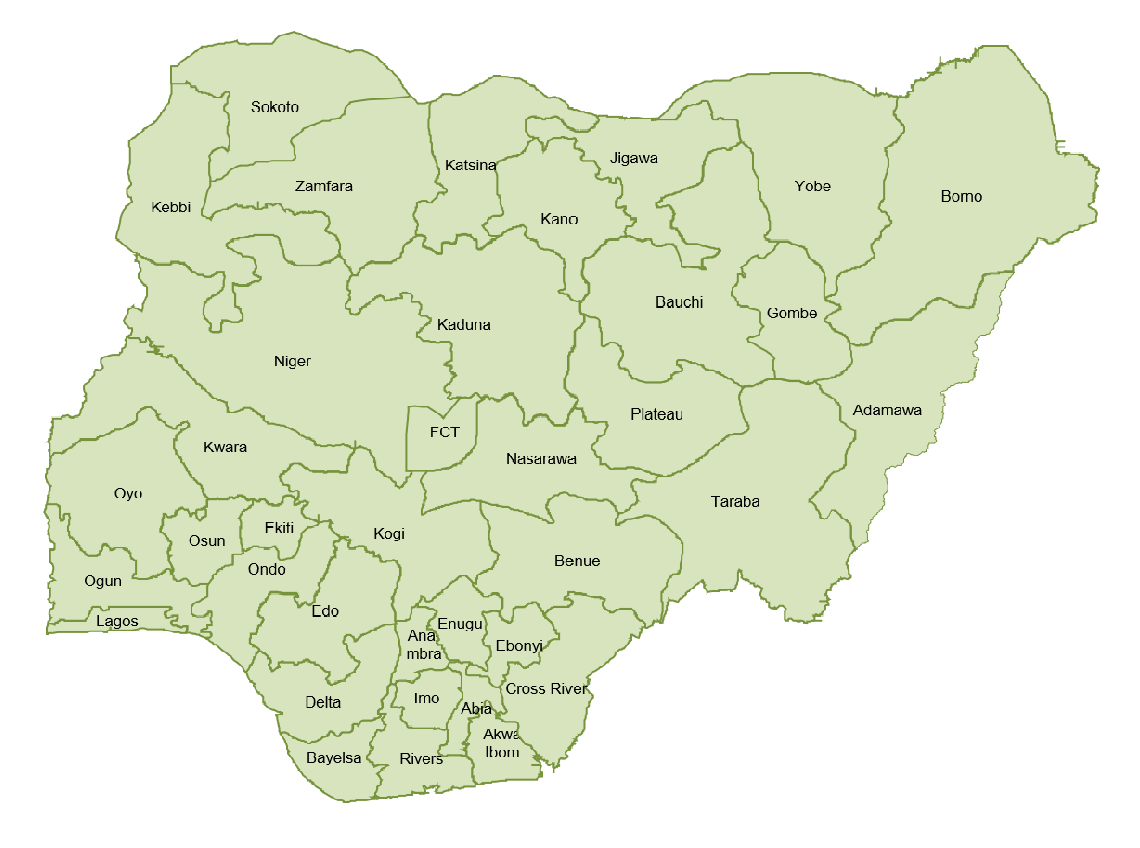 Sokoto
Katsina
Jigawa
Zamfara
Yobe
Borno
Kebbi
Kano
Bauchi
Gombe
Kaduna
Niger
Adamawa
Plateau
FCT
Kwara
Nasarawa
Oyo
Taraba
Ekiti
Kogi
Osun
Benue
Ondo
Ogun
Edo
Lagos
Enugu
Ana
mbra
Ebonyi
Cross River
Imo
Delta
Abia
Akwa
Ibom
Bayelsa
Rivers